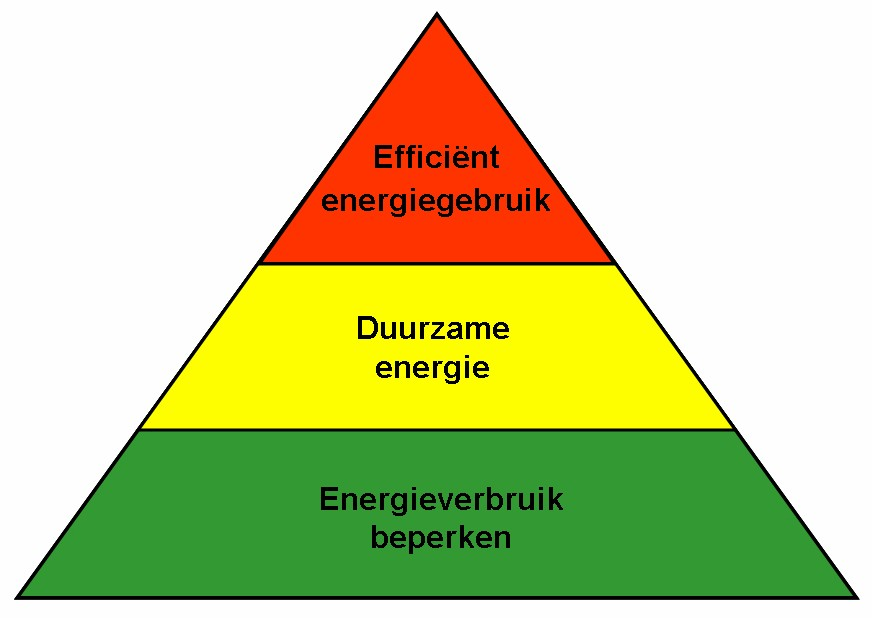 Efficiënt
energiegebruik
Duurzame
energie
Energieverbruik
beperken